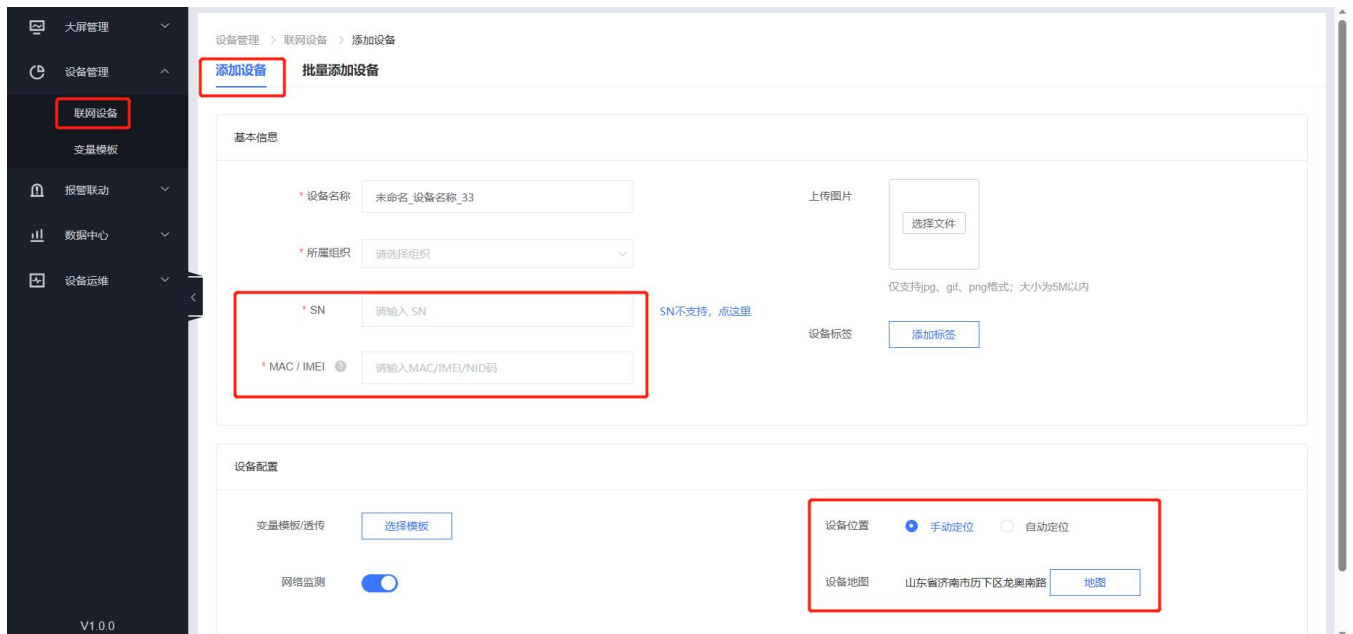 大屏管理
设备管理
联网设备
变量模板
报警联动
数据中心
设备运维
V1.0.0
设备管理 > 联网设备 > 添加设备
添加设备 批量添加设备
基本信息
* 设备名称 未命名_设备名称_33
* 所属组织 请选择组织
* SN 请输入 SN SN不支持，点这里
* MAC / IMEI ? 请输入MAC/IMEI/NID码
上传图片 选择文件
仅支持jpg、gif、png格式；大小为5M以内
设备标签 添加标签
设备配置
变量模板/透传 选择模板
网络监测
设备位置 手动定位 自动定位
设备地图 山东省济南市历下区龙奥南路 地图